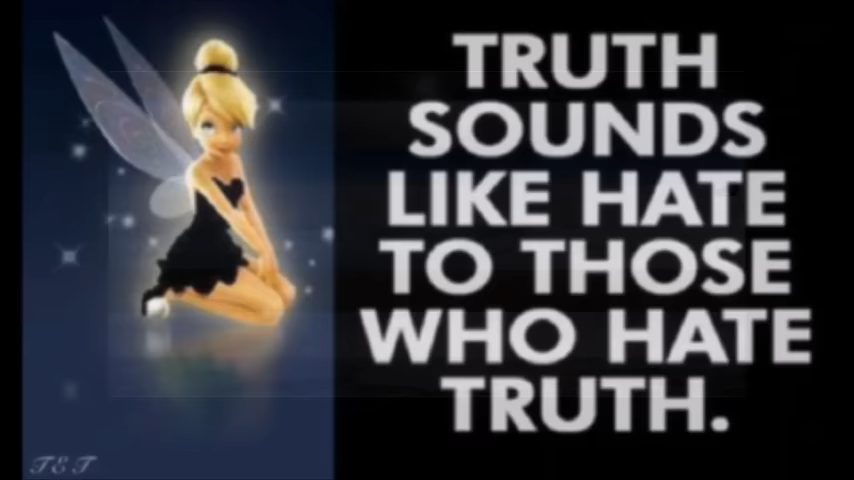 TRUTH
SOUNDS
LIKE HATE
TO THOSE
WHO HATE
TRUTH.
T&T